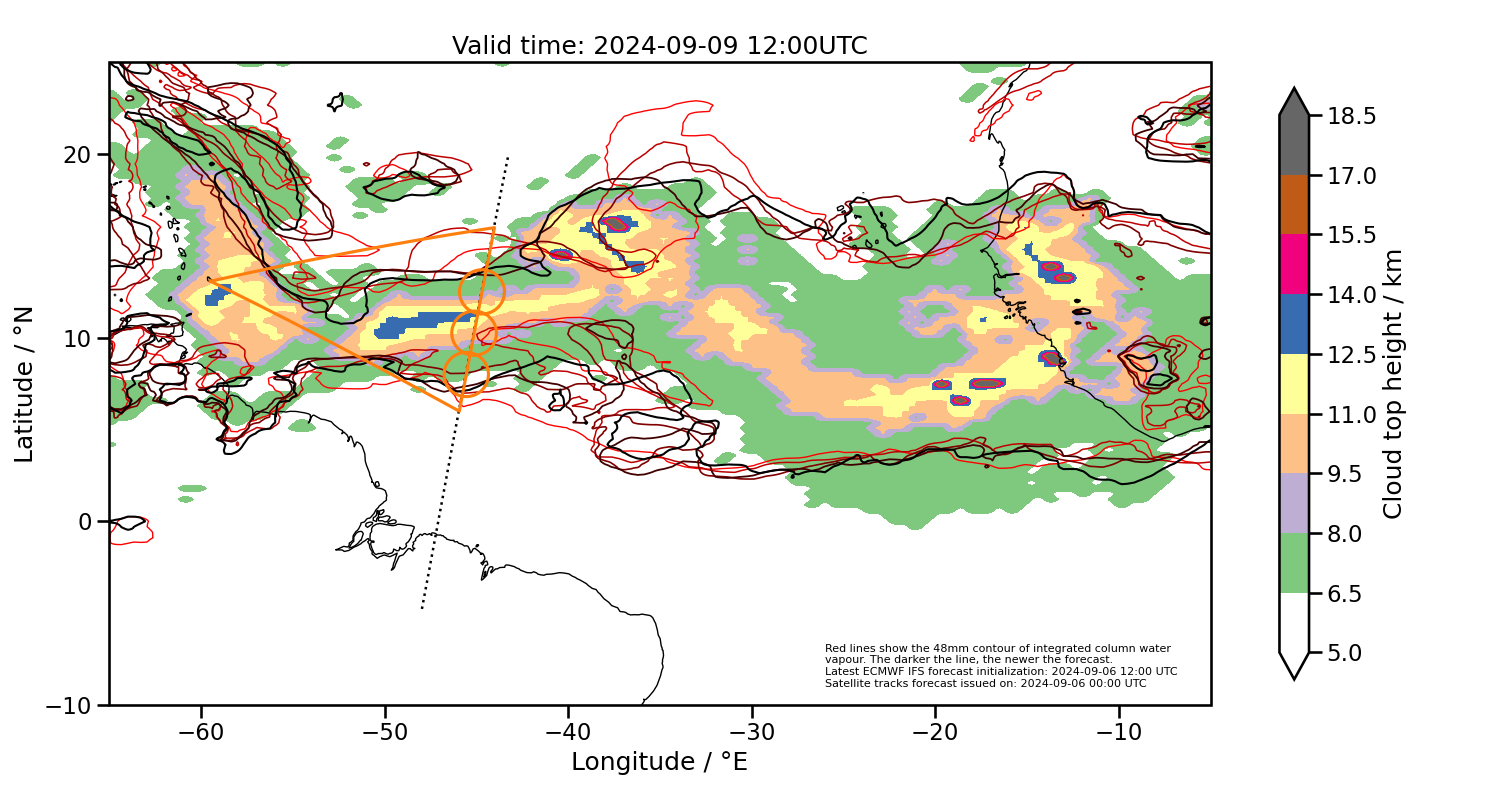 Valid time: 2024-09-09 12:00UTC
20
10
0
−10
Latitude / °N
−60
−50
−40
−30
−20
−10
Longitude / °E
Red lines show the 48mm contour of integrated column water
vapour. The darker the line, the newer the forecast.
Latest ECMWF IFS forecast initialization: 2024-09-06 12:00 UTC
Satellite tracks forecast issued on: 2024-09-06 00:00 UTC
18.5
17.0
15.5
14.0
12.5
11.0
9.5
8.0
6.5
5.0
Cloud top height / km